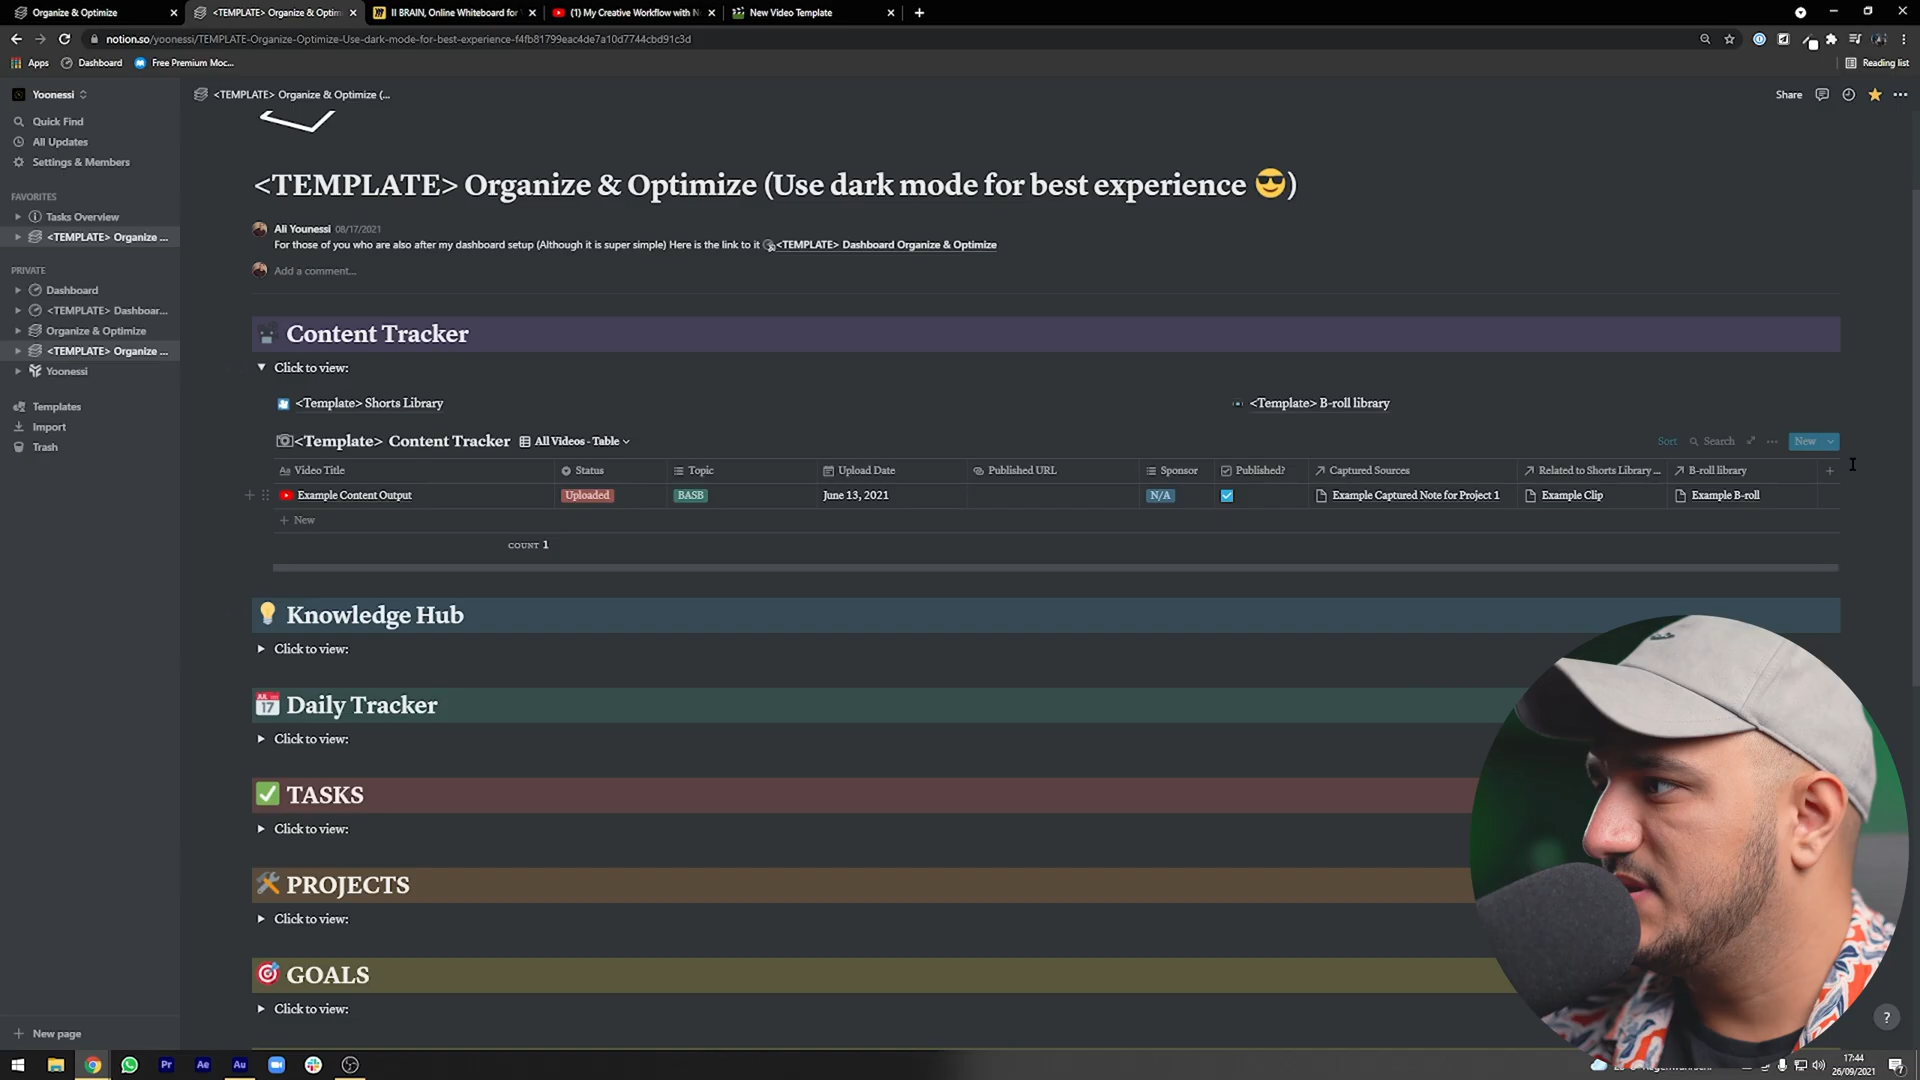 Organize & Optimize
<TEMPLATE> Organize & Optim
II BRAIN, Online Whiteboard for
(1) My Creative Workflow with N
New Video Template
notion.so/yoonessi/TEMPLATE-Organize-Optimize-Use-dark-mode-for-best-experience-f4fb81799eac4de7a10d7744cbd91c3d
Apps
Dashboard
Free Premium Moc...
Reading list
Yoonessi
<TEMPLATE> Organize & Optimize (...
Share
Quick Find
All Updates
Settings & Members
FAVORITES
Tasks Overview
<TEMPLATE> Organize ...
PRIVATE
Dashboard
<TEMPLATE> Dashboar...
Organize & Optimize
<TEMPLATE> Organize ...
Yoonessi
Templates
Import
Trash
New page
<TEMPLATE> Organize & Optimize (Use dark mode for best experience 😎)
Ali Younessi 08/17/2021
For those of you who are also after my dashboard setup (Although it is super simple) Here is the link to it <TEMPLATE> Dashboard Organize & Optimize
Add a comment...
Content Tracker
Click to view:
<Template> Shorts Library
<Template> B-roll library
<Template> Content Tracker All Videos - Table
Sort Search ... New
Aa Video Title Status Topic Upload Date Published URL Sponsor Published? Captured Sources Related to Shorts Library ... B-roll library +
Example Content Output Uploaded BASB June 13, 2021 N/A Example Captured Note for Project 1 Example Clip Example B-roll
+ New
COUNT 1
Knowledge Hub
Click to view:
JUL 17 Daily Tracker
Click to view:
TASKS
Click to view:
PROJECTS
Click to view:
GOALS
Click to view:
?
Pr
Ae
Au
17:44
26/09/2021